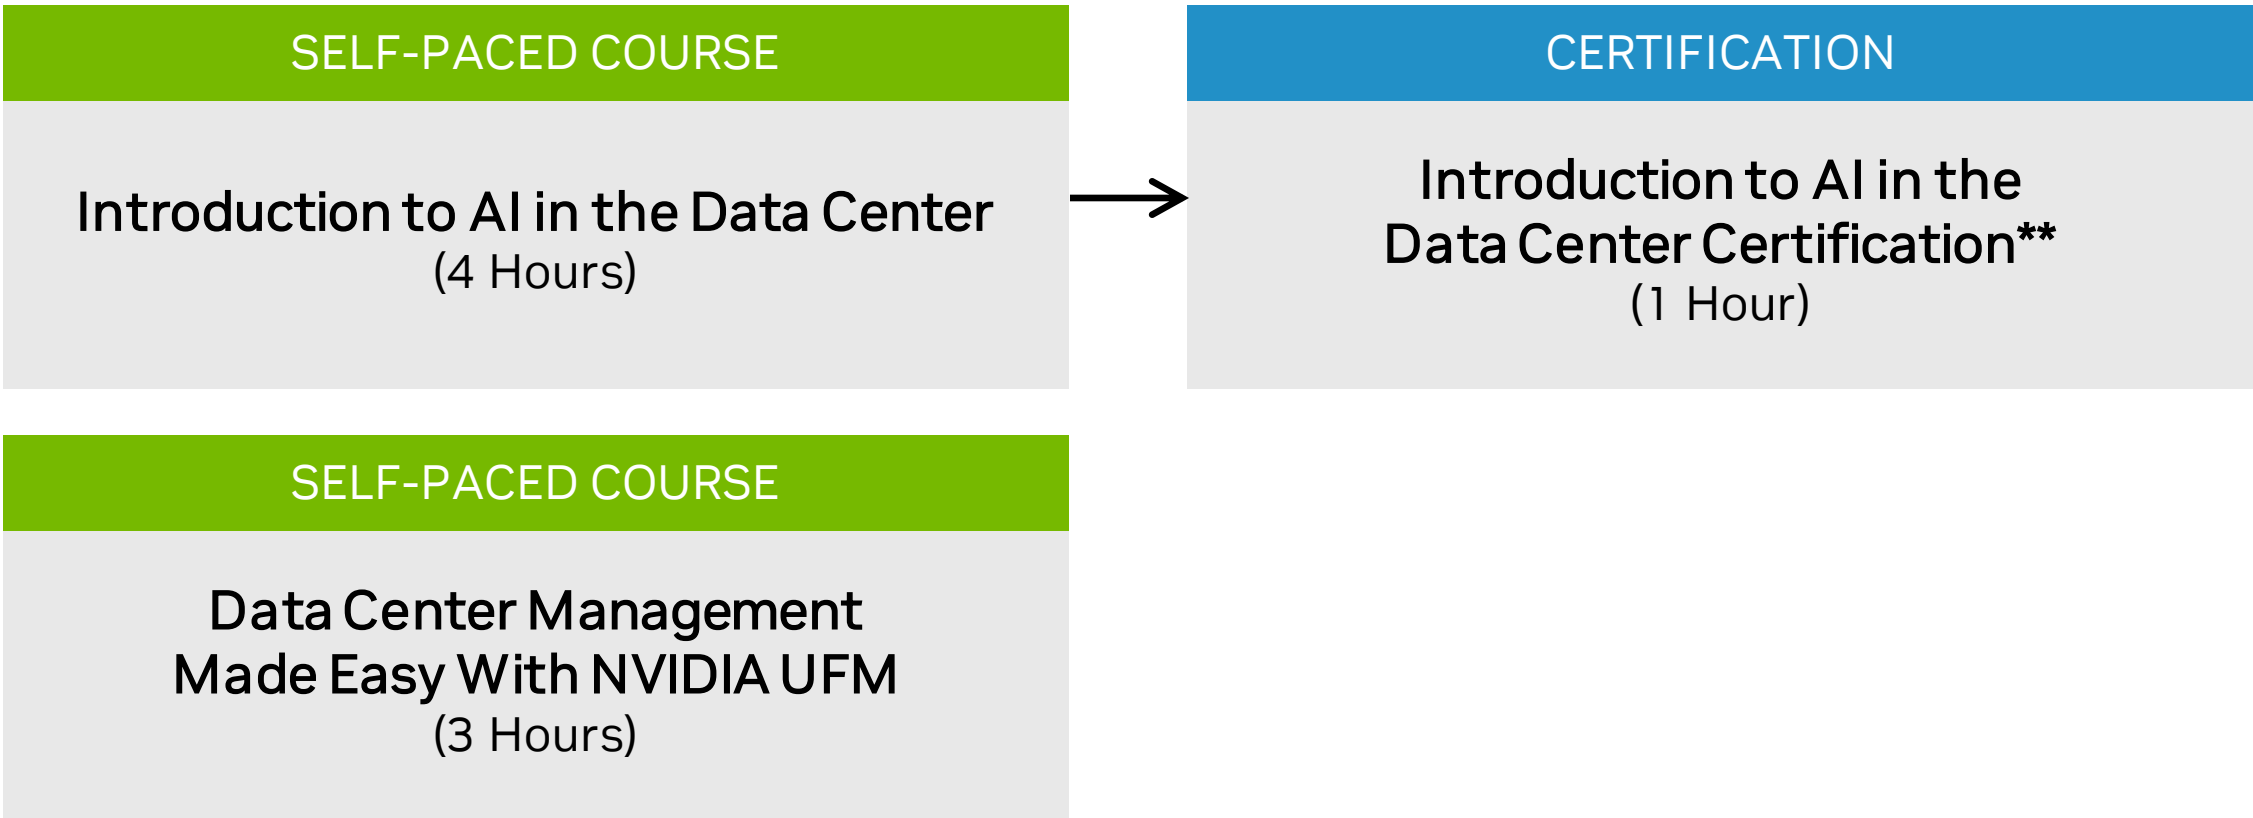 SELF-PACED COURSE
Introduction to AI in the Data Center
(4 Hours)
CERTIFICATION
Introduction to AI in the
Data Center Certification**
(1 Hour)
SELF-PACED COURSE
Data Center Management
Made Easy With NVIDIA UFM
(3 Hours)